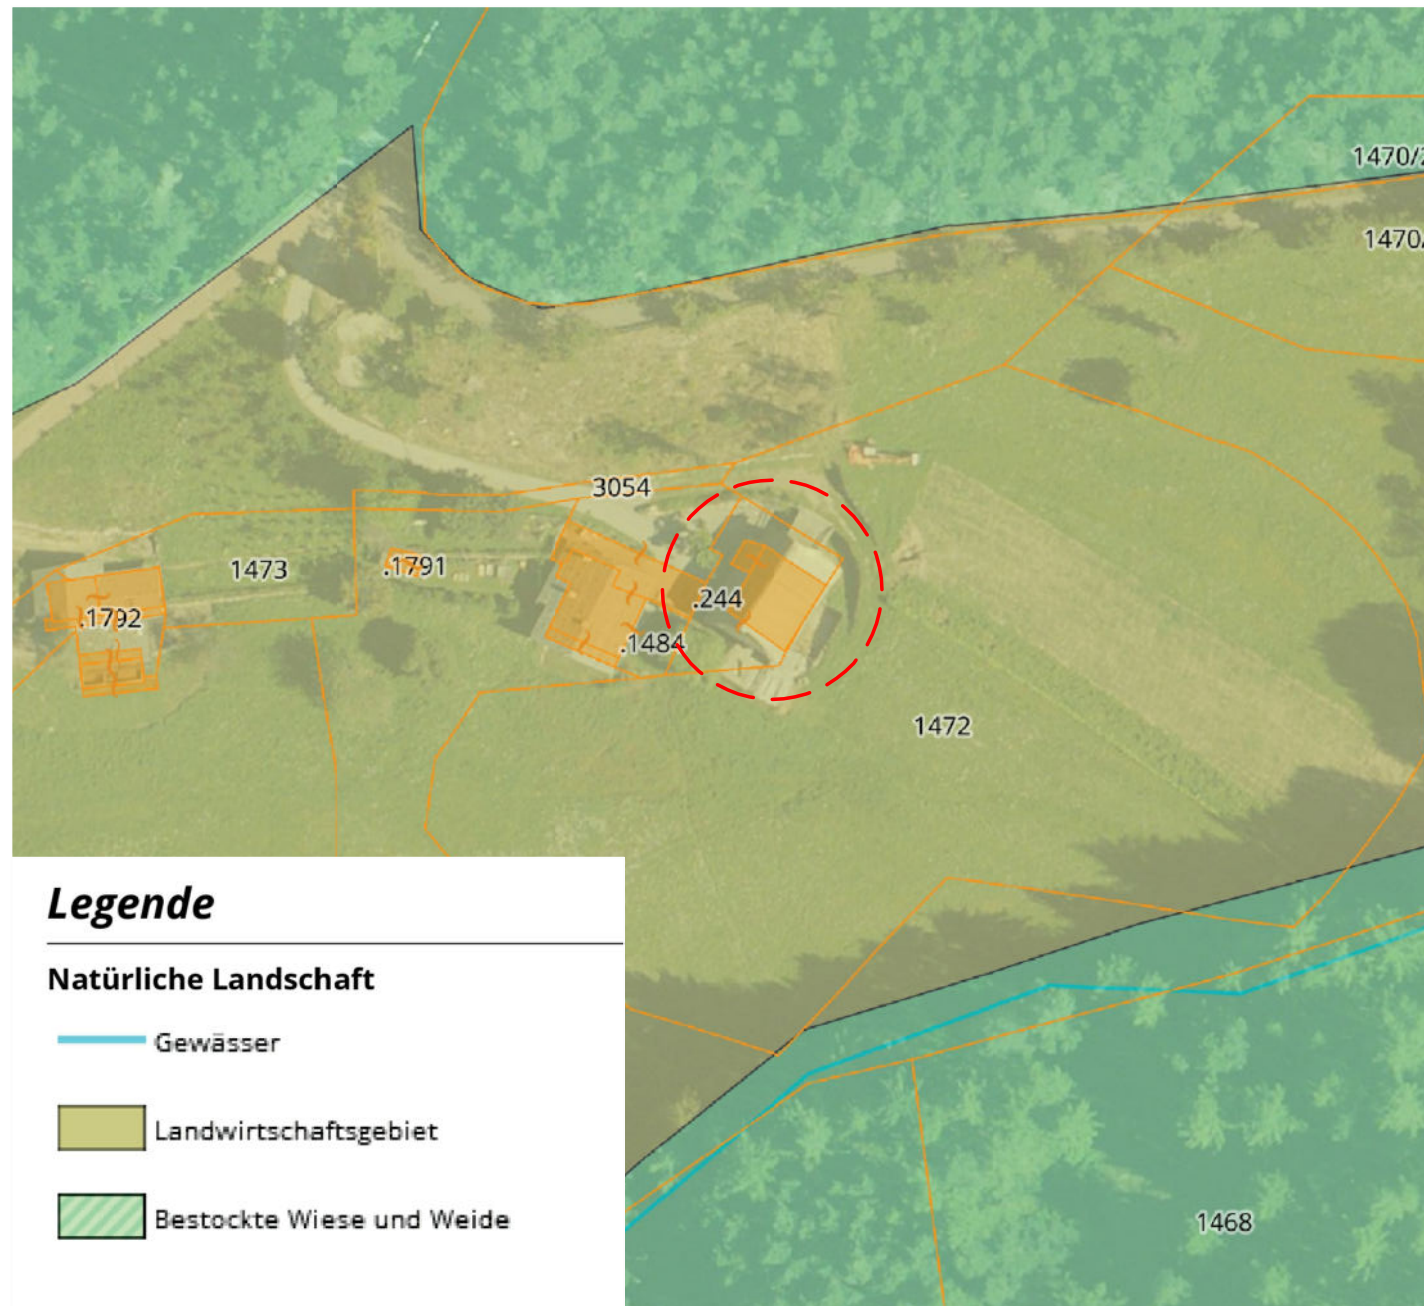 1470/
1470/
3054
1473
.1791
.244
.1792
.1484
1472
Legende
Natürliche Landschaft
Gewässer
Landwirtschaftsgebiet
Bestockte Wiese und Weide
1468